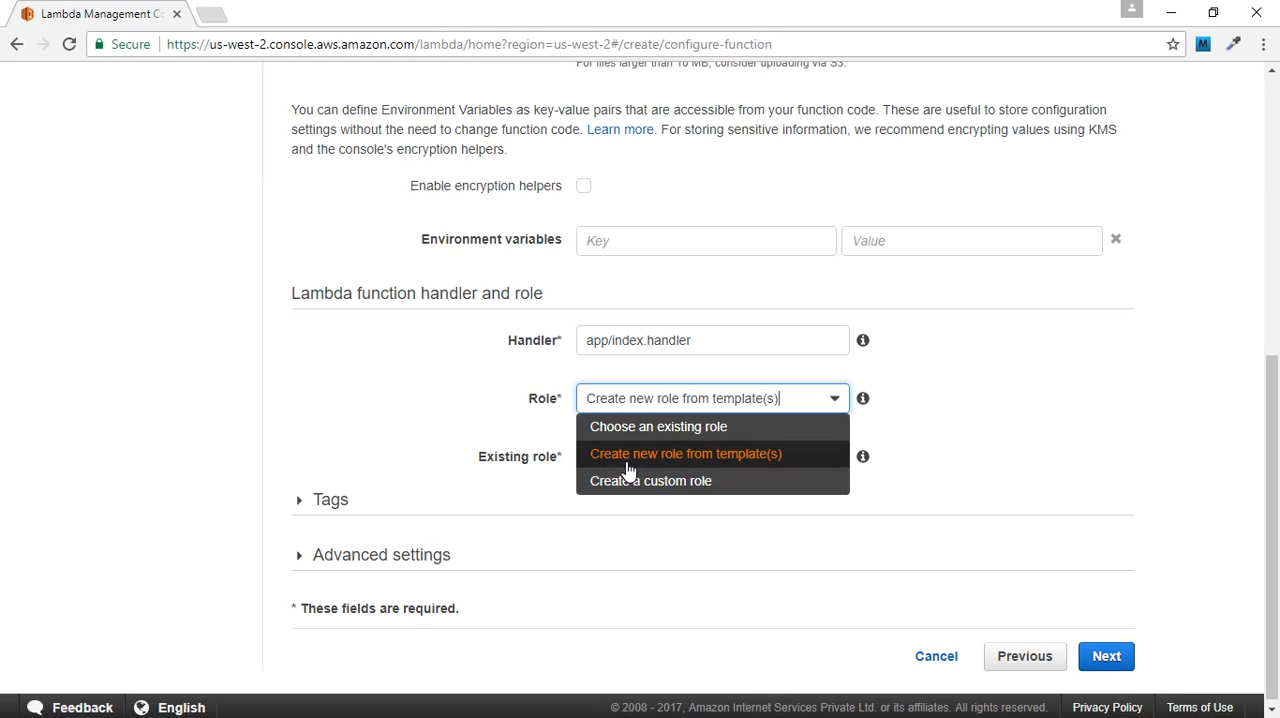 Lambda Management Co
Secure https://us-west-2.console.aws.amazon.com/lambda/home?region=us-west-2#/create/configure-function
M
For files larger than 10 MB, consider uploading via S3.
You can define Environment Variables as key-value pairs that are accessible from your function code. These are useful to store configuration
settings without the need to change function code. Learn more. For storing sensitive information, we recommend encrypting values using KMS
and the console's encryption helpers.
Enable encryption helpers
Environment variables Key Value
Lambda function handler and role
Handler* app/index.handler
Role* Create new role from template(s)
Choose an existing role
Existing role* Create new role from template(s)
Create a custom role
Tags
Advanced settings
* These fields are required.
Cancel Previous Next
Feedback English © 2008 - 2017, Amazon Internet Services Private Ltd. or its affiliates. All rights reserved. Privacy Policy Terms of Use